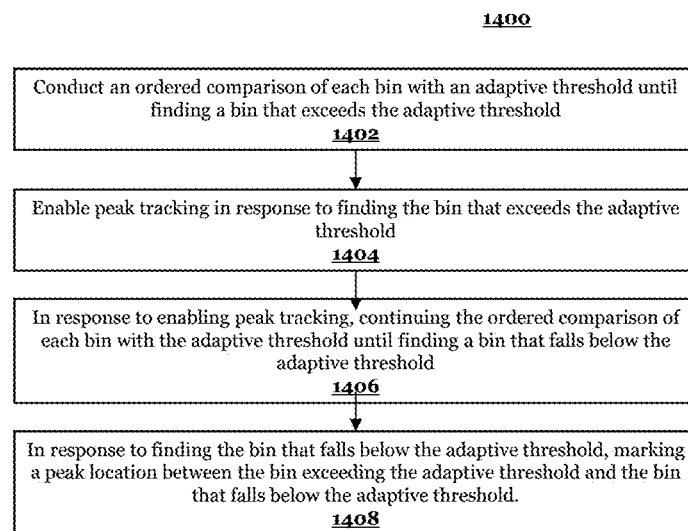 1400
Conduct an ordered comparison of each bin with an adaptive threshold until
finding a bin that exceeds the adaptive threshold
1402
Enable peak tracking in response to finding the bin that exceeds the adaptive
threshold
1404
In response to enabling peak tracking, continuing the ordered comparison of
each bin with the adaptive threshold until finding a bin that falls below the
adaptive threshold
1406
In response to finding the bin that falls below the adaptive threshold, marking
a peak location between the bin exceeding the adaptive threshold and the bin
that falls below the adaptive threshold.
1408